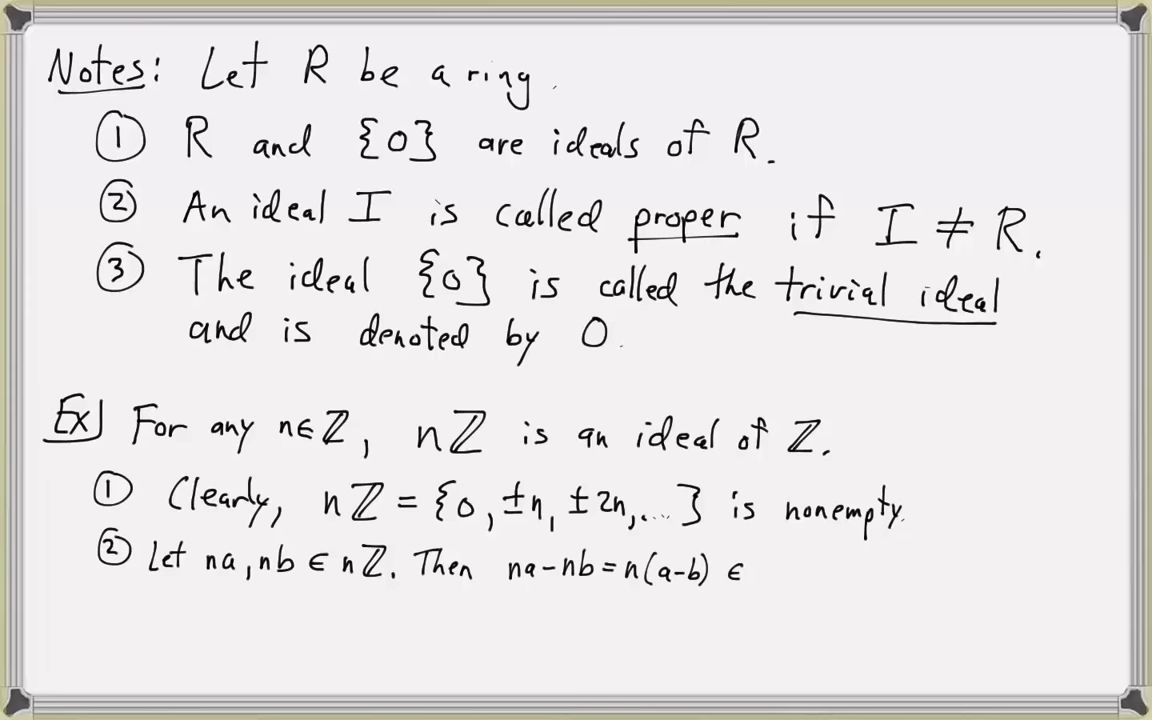 Notes: Let R be a ring.
① R and {0} are ideals of R.
② An ideal I is called proper if I ≠ R.
③ The ideal {0} is called the trivial ideal
and is denoted by 0.
Ex) For any n∈ℤ, nℤ is an ideal of ℤ.
① Clearly, nℤ = {0, ±n, ±2n, ...} is nonempty.
② Let na, nb ∈ nℤ. Then na-nb=n(a-b) ∈